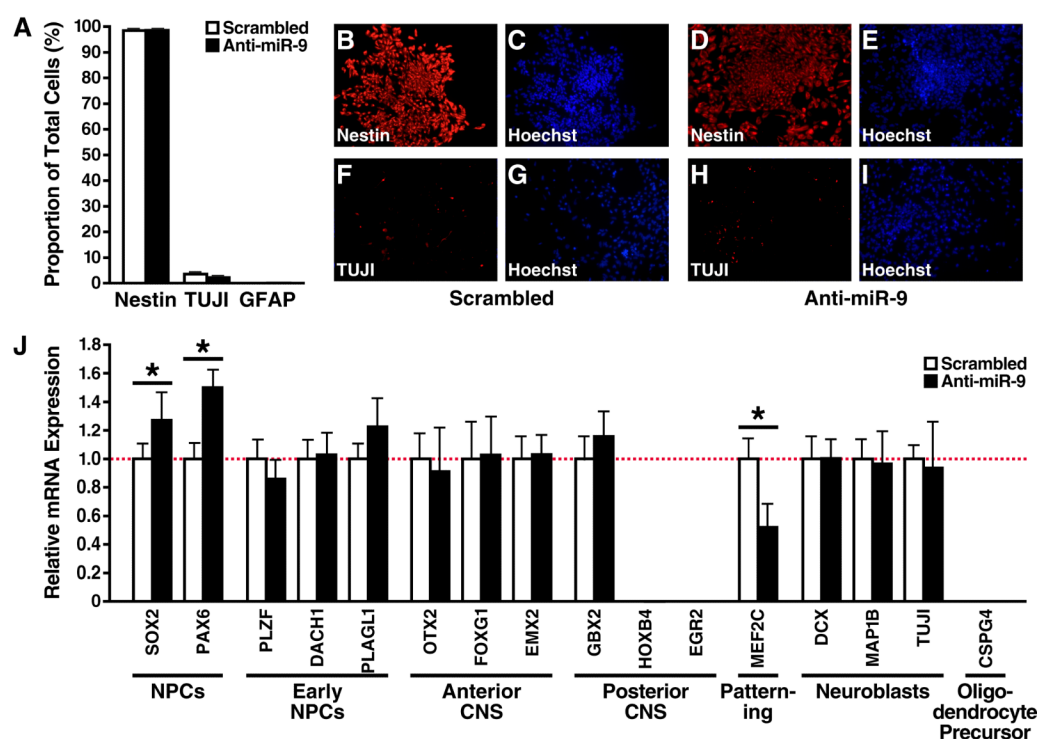 A
Proportion of Total Cells (%)
100
90
80
70
60
50
40
30
20
10
0
Nestin TUJI GFAP
Scrambled
Anti-miR-9
B
Nestin
C
Hoechst
D
Nestin
E
Hoechst
F
TUJI
G
Hoechst
H
TUJI
I
Hoechst
Scrambled
Anti-miR-9
J
Relative mRNA Expression
1.8
1.6
1.4
1.2
1.0
0.8
0.6
0.4
0.2
0
*
*
*
Scrambled
Anti-miR-9
SOX2
PAX6
PLZF
DACH1
PLAGL1
OTX2
FOXG1
EMX2
GBX2
HOXB4
EGR2
MEF2C
DCX
MAP1B
TUJI
CSPG4
NPCs
Early
NPCs
Anterior
CNS
Posterior
CNS
Pattern-
ing
Neuroblasts
Oligo-
dendrocyte
Precursor